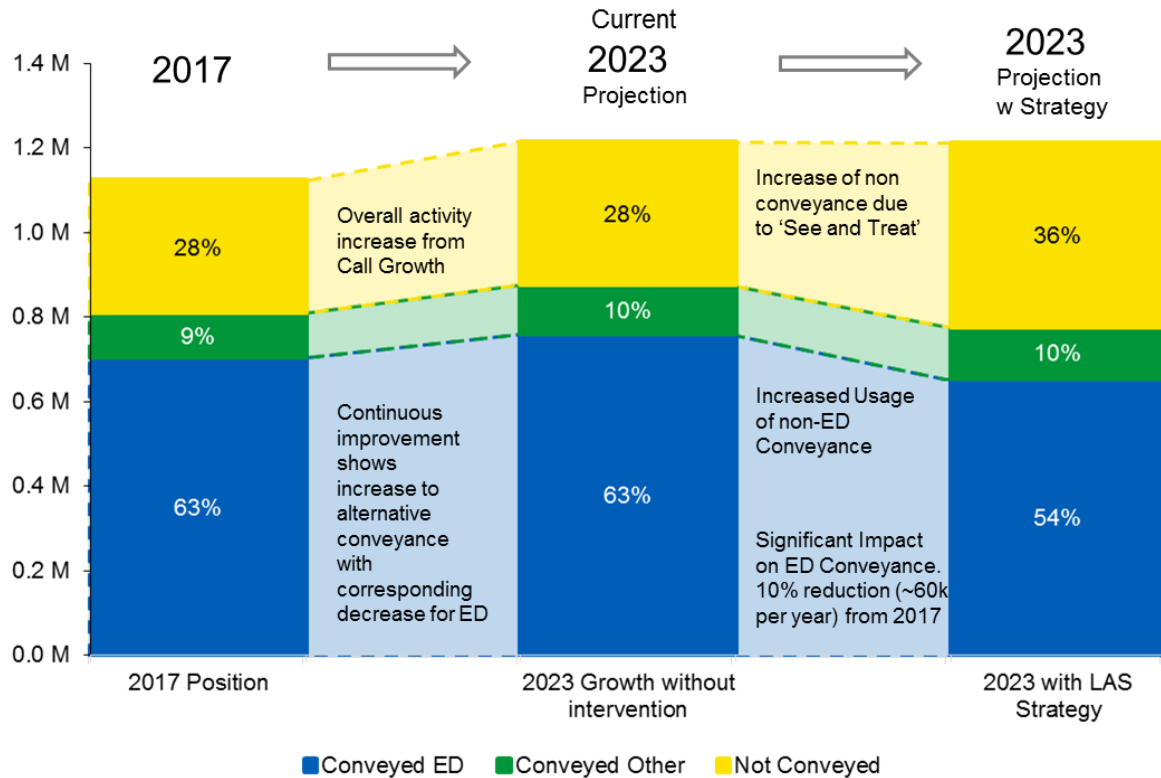 2017
Current
2023
Projection
2023
Projection
w Strategy
1.4 M
1.2 M
1.0 M
0.8 M
0.6 M
0.4 M
0.2 M
0.0 M
28%
9%
63%
Overall activity
increase from
Call Growth
Continuous
improvement
shows
increase to
alternative
conveyance
with
corresponding
decrease for ED
28%
10%
63%
Increase of non
conveyance due
to ‘See and Treat’
Increased Usage
of non-ED
Conveyance
Significant Impact
on ED Conveyance.
10% reduction (~60k
per year) from 2017
36%
10%
54%
2017 Position
2023 Growth without
intervention
2023 with LAS
Strategy
Conveyed ED
Conveyed Other
Not Conveyed